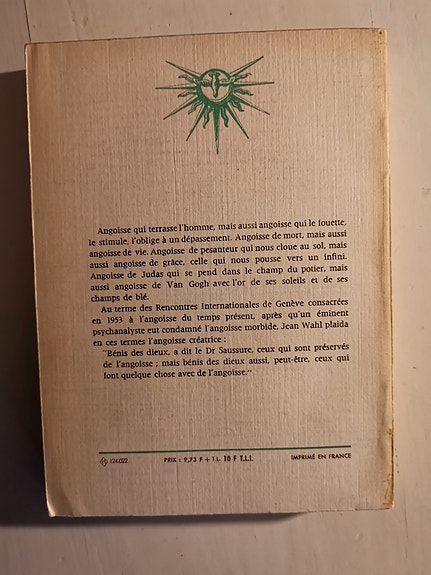 Angoisse qui terrasse l'homme, mais aussi angoisse qui le fouette,
le stimule, l'oblige à un dépassement. Angoisse de mort, mais aussi
angoisse de vie. Angoisse de pesanteur qui nous cloue au sol, mais
aussi angoisse de grâce, celle qui nous pousse vers un infini.
Angoisse de Judas qui se pend dans le champ du potier, mais
aussi angoisse de Van Gogh avec l'or de ses soleils et de ses
champs de blé.
Au terme des Rencontres Internationales de Genève consacrées
en 1953 à l'angoisse du temps présent, après qu'un éminent
psychanalyste eut condamné l'angoisse morbide, Jean Wahl plaida
en ces termes l'angoisse créatrice :
"Bénis des dieux, a dit le Dr Saussure, ceux qui sont préservés
de l'angoisse ; mais bénis des dieux aussi, peut-être, ceux qui
font quelque chose avec de l'angoisse."
124.022 PRIX : 9,73 F + T.L. 10 F T.L.I. IMPRIMÉ EN FRANCE